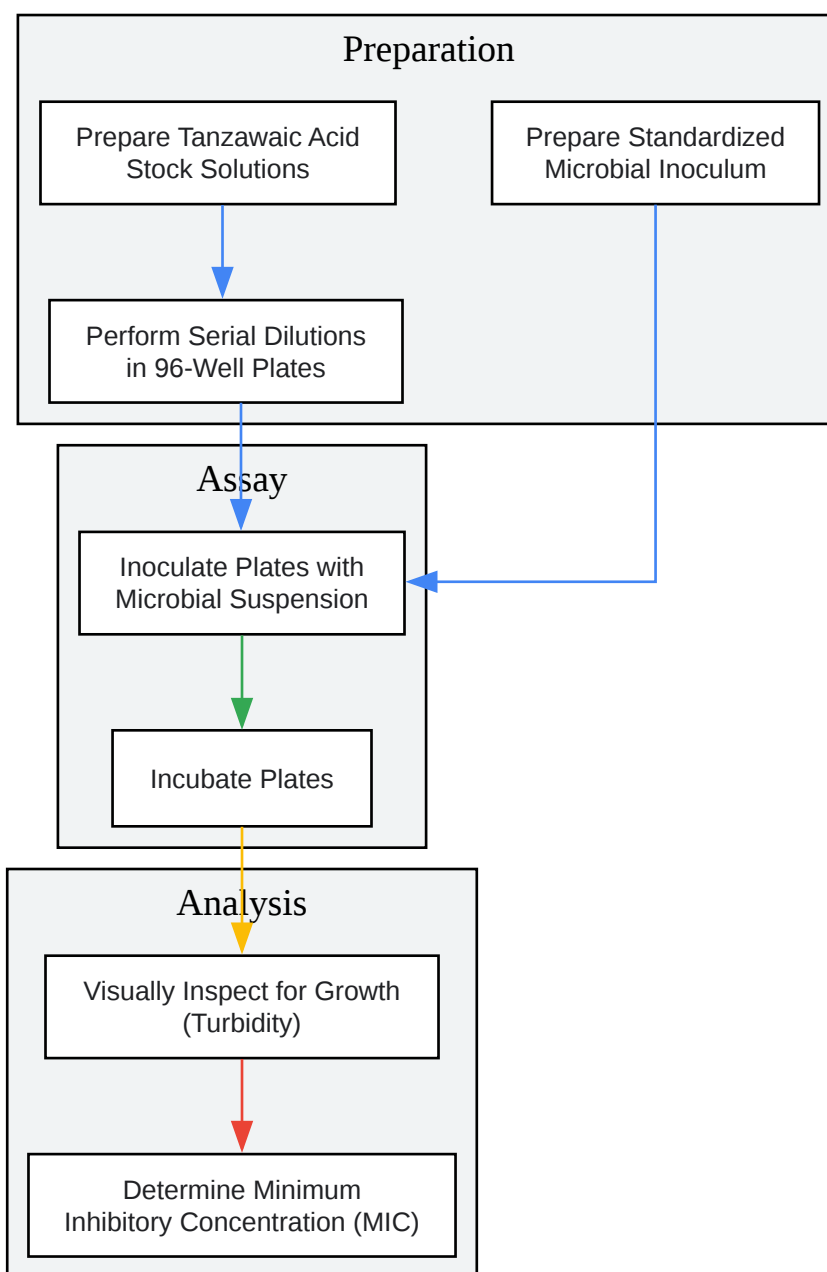 Preparation
Prepare Tanzawaic Acid
Stock Solutions
Prepare Standardized
Microbial Inoculum
Perform Serial Dilutions
in 96-Well Plates
Assay
Inoculate Plates with
Microbial Suspension
Incubate Plates
Analysis
Visually Inspect for Growth
(Turbidity)
Determine Minimum
Inhibitory Concentration (MIC)